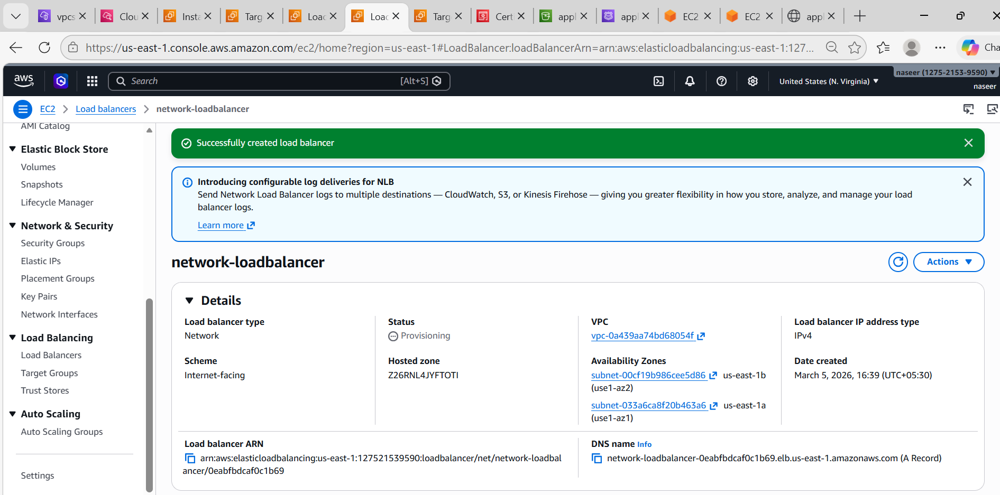 vpcs
Clou
Insta
Targ
Load
Load
Targ
Certi
appl
appl
EC2
EC2
appl
https://us-east-1.console.aws.amazon.com/ec2/home?region=us-east-1#LoadBalancer:loadBalancerArn=arn:aws:elasticloadbalancing:us-east-1:127...
Cha
aws
Search
[Alt+S]
United States (N. Virginia)
naseer (1275-2153-9590)
naseer
EC2
Load balancers
network-loadbalancer
AMI Catalog
Elastic Block Store
Volumes
Snapshots
Lifecycle Manager
Network & Security
Security Groups
Elastic IPs
Placement Groups
Key Pairs
Network Interfaces
Load Balancing
Load Balancers
Target Groups
Trust Stores
Auto Scaling
Auto Scaling Groups
Settings
Successfully created load balancer
Introducing configurable log deliveries for NLB
Send Network Load Balancer logs to multiple destinations — CloudWatch, S3, or Kinesis Firehose — giving you greater flexibility in how you store, analyze, and manage your load
balancer logs.
Learn more
network-loadbalancer
Actions
Details
Load balancer type
Network
Status
Provisioning
VPC
vpc-0a439aa74bd68054f
Load balancer IP address type
IPv4
Scheme
Internet-facing
Hosted zone
Z26RNL4JYFTOTI
Availability Zones
subnet-00cf19b986cee5d86 us-east-1b
(use1-az2)
subnet-033a6ca8f20b463a6 us-east-1a
(use1-az1)
Date created
March 5, 2026, 16:39 (UTC+05:30)
Load balancer ARN
arn:aws:elasticloadbalancing:us-east-1:127521539590:loadbalancer/net/network-loadbal
ancer/0eabfbdcaf0c1b69
DNS name Info
network-loadbalancer-0eabfbdcaf0c1b69.elb.us-east-1.amazonaws.com (A Record)